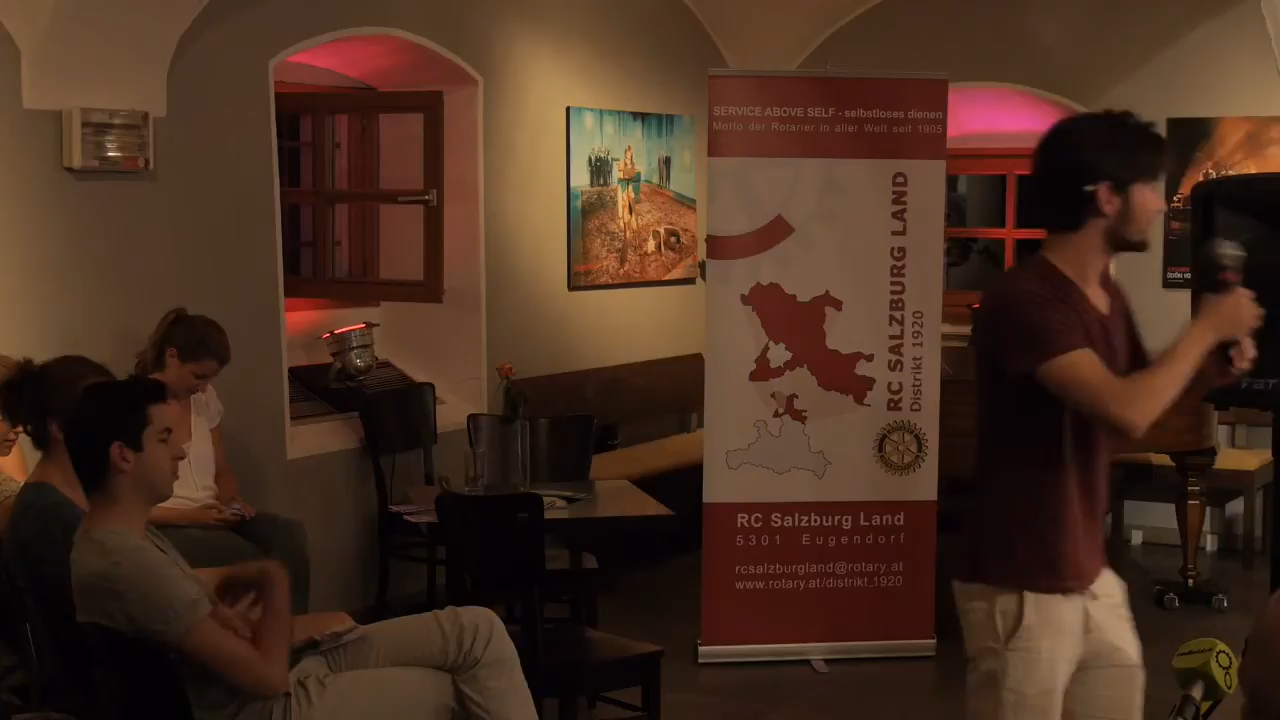 SERVICE ABOVE SELF - selbstloses dienen
Motto der Rotarier in aller Welt seit 1905
RC SALZBURG LAND
Distrikt 1920
RC Salzburg Land
5301 Eugendorf
rcsalzburgland@rotary.at
www.rotary.at/distrikt_1920